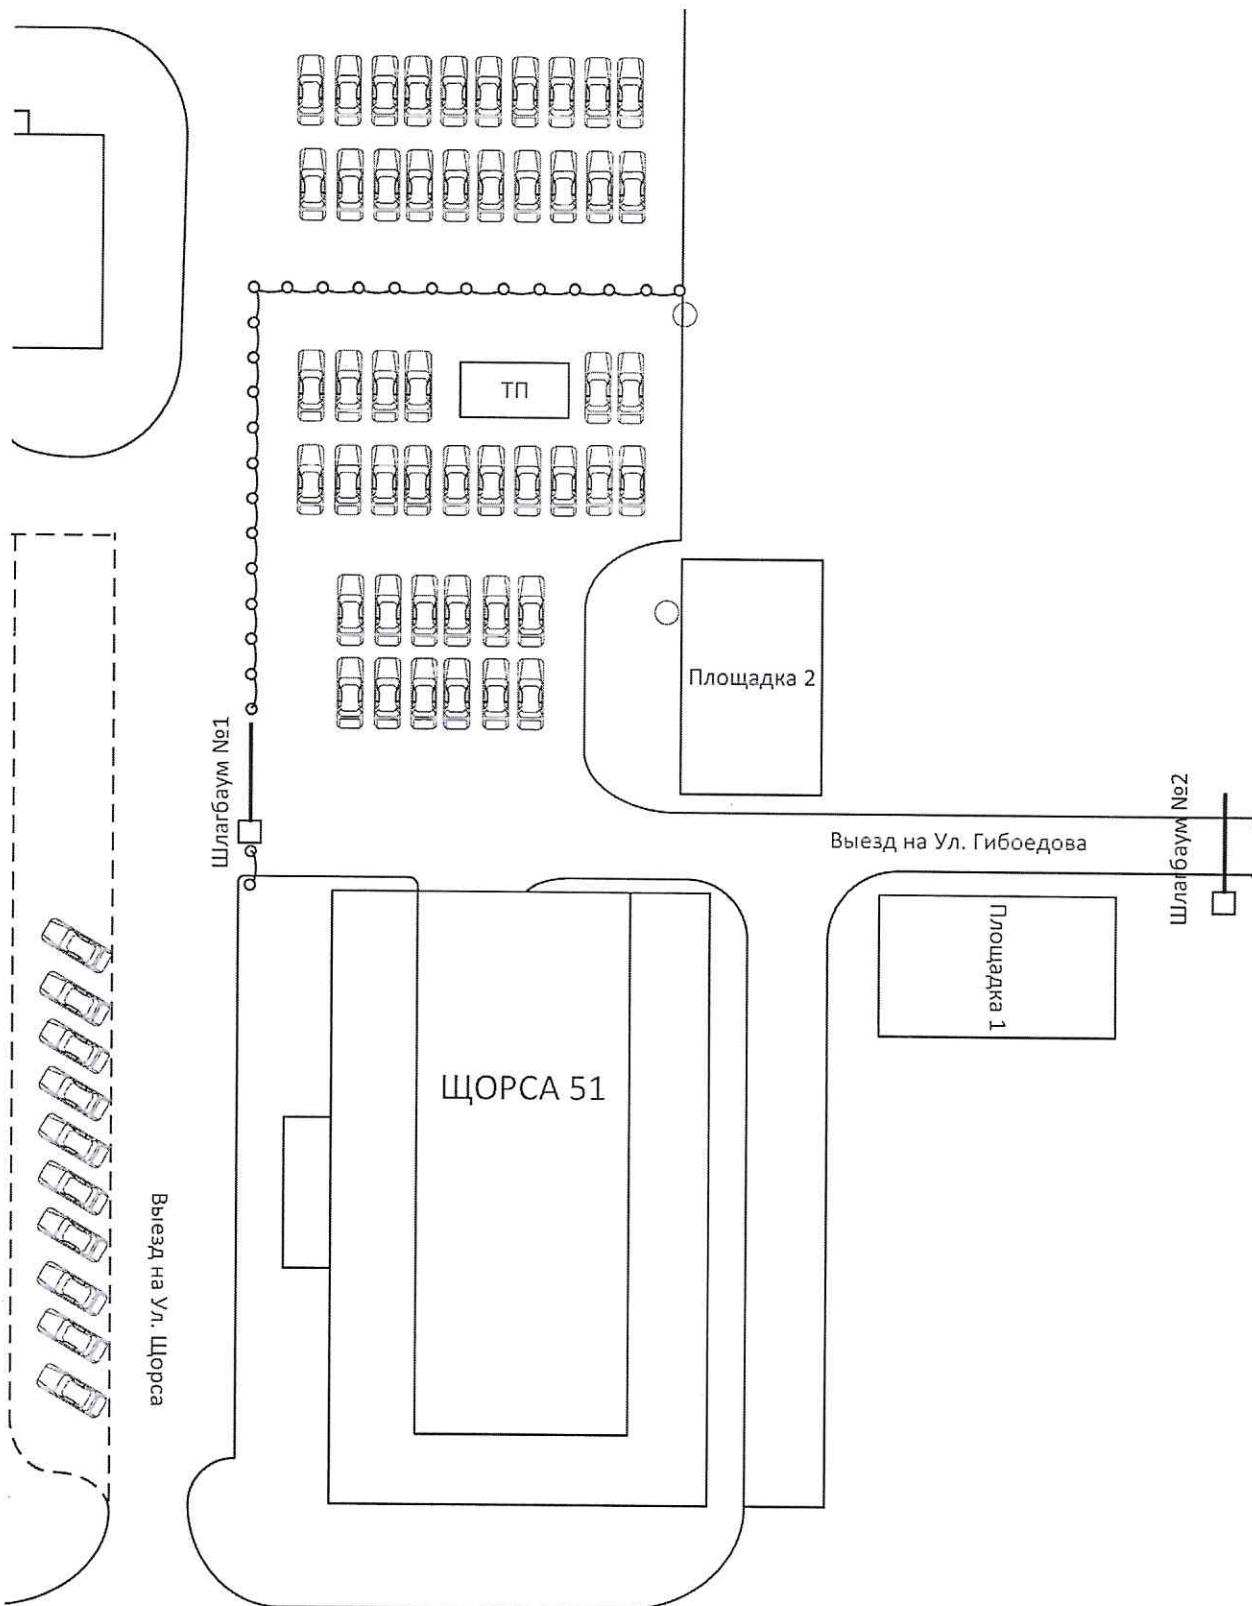 ТП
Площадка 2
Шлагбаум №1
Шлагбаум №2
Выезд на Ул. Гибоедова
Площадка 1
ЩОРСА 51
Выезд на Ул. Щорса